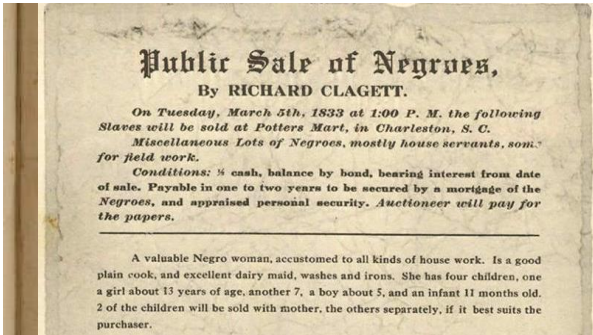 Public Sale of Negroes,
By RICHARD CLAGETT.
On Tuesday, March 5th, 1833 at 1:00 P. M. the following
Slaves will be sold at Potters Mart, in Charleston, S. C.
Miscellaneous Lots of Negroes, mostly house servants, some
for field work.
Conditions: ½ cash, balance by bond, bearing interest from date
of sale. Payable in one to two years to be secured by a mortgage of the
Negroes, and appraised personal security. Auctioneer will pay for
the papers.
A valuable Negro woman, accustomed to all kinds of house work. Is a good
plain cook, and excellent dairy maid, washes and irons. She has four children, one
a girl about 13 years of age, another 7, a boy about 5, and an infant 11 months old.
2 of the children will be sold with mother, the others separately, if it best suits the
purchaser.